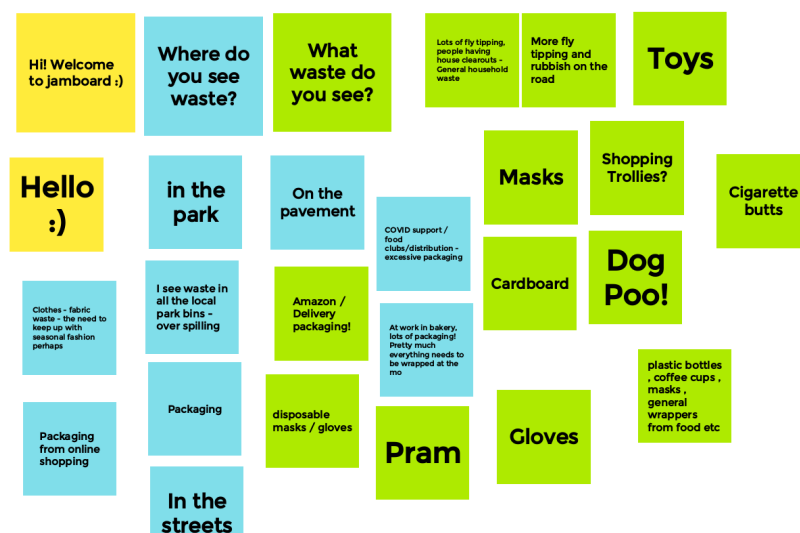 Hi! Welcome
to jamboard :)
Where do
you see
waste?
What
waste do
you see?
Lots of fly tipping,
people having
house clearouts -
General household
waste
More fly
tipping and
rubbish on the
road
Toys
Hello
:)
in the
park
On the
pavement
COVID support /
food
clubs/distribution -
excessive packaging
Masks
Shopping
Trollies?
Cigarette
butts
Clothes - fabric
waste - the need to
keep up with
seasonal fashion
perhaps
I see waste in
all the local
park bins -
over spilling
Amazon /
Delivery
packaging!
At work in bakery,
lots of packaging!
Pretty much
everything needs to
be wrapped at the
mo
Cardboard
Dog
Poo!
Packaging
from online
shopping
Packaging
disposable
masks / gloves
Pram
Gloves
plastic bottles
, coffee cups ,
masks ,
general
wrappers
from food etc
In the
streets